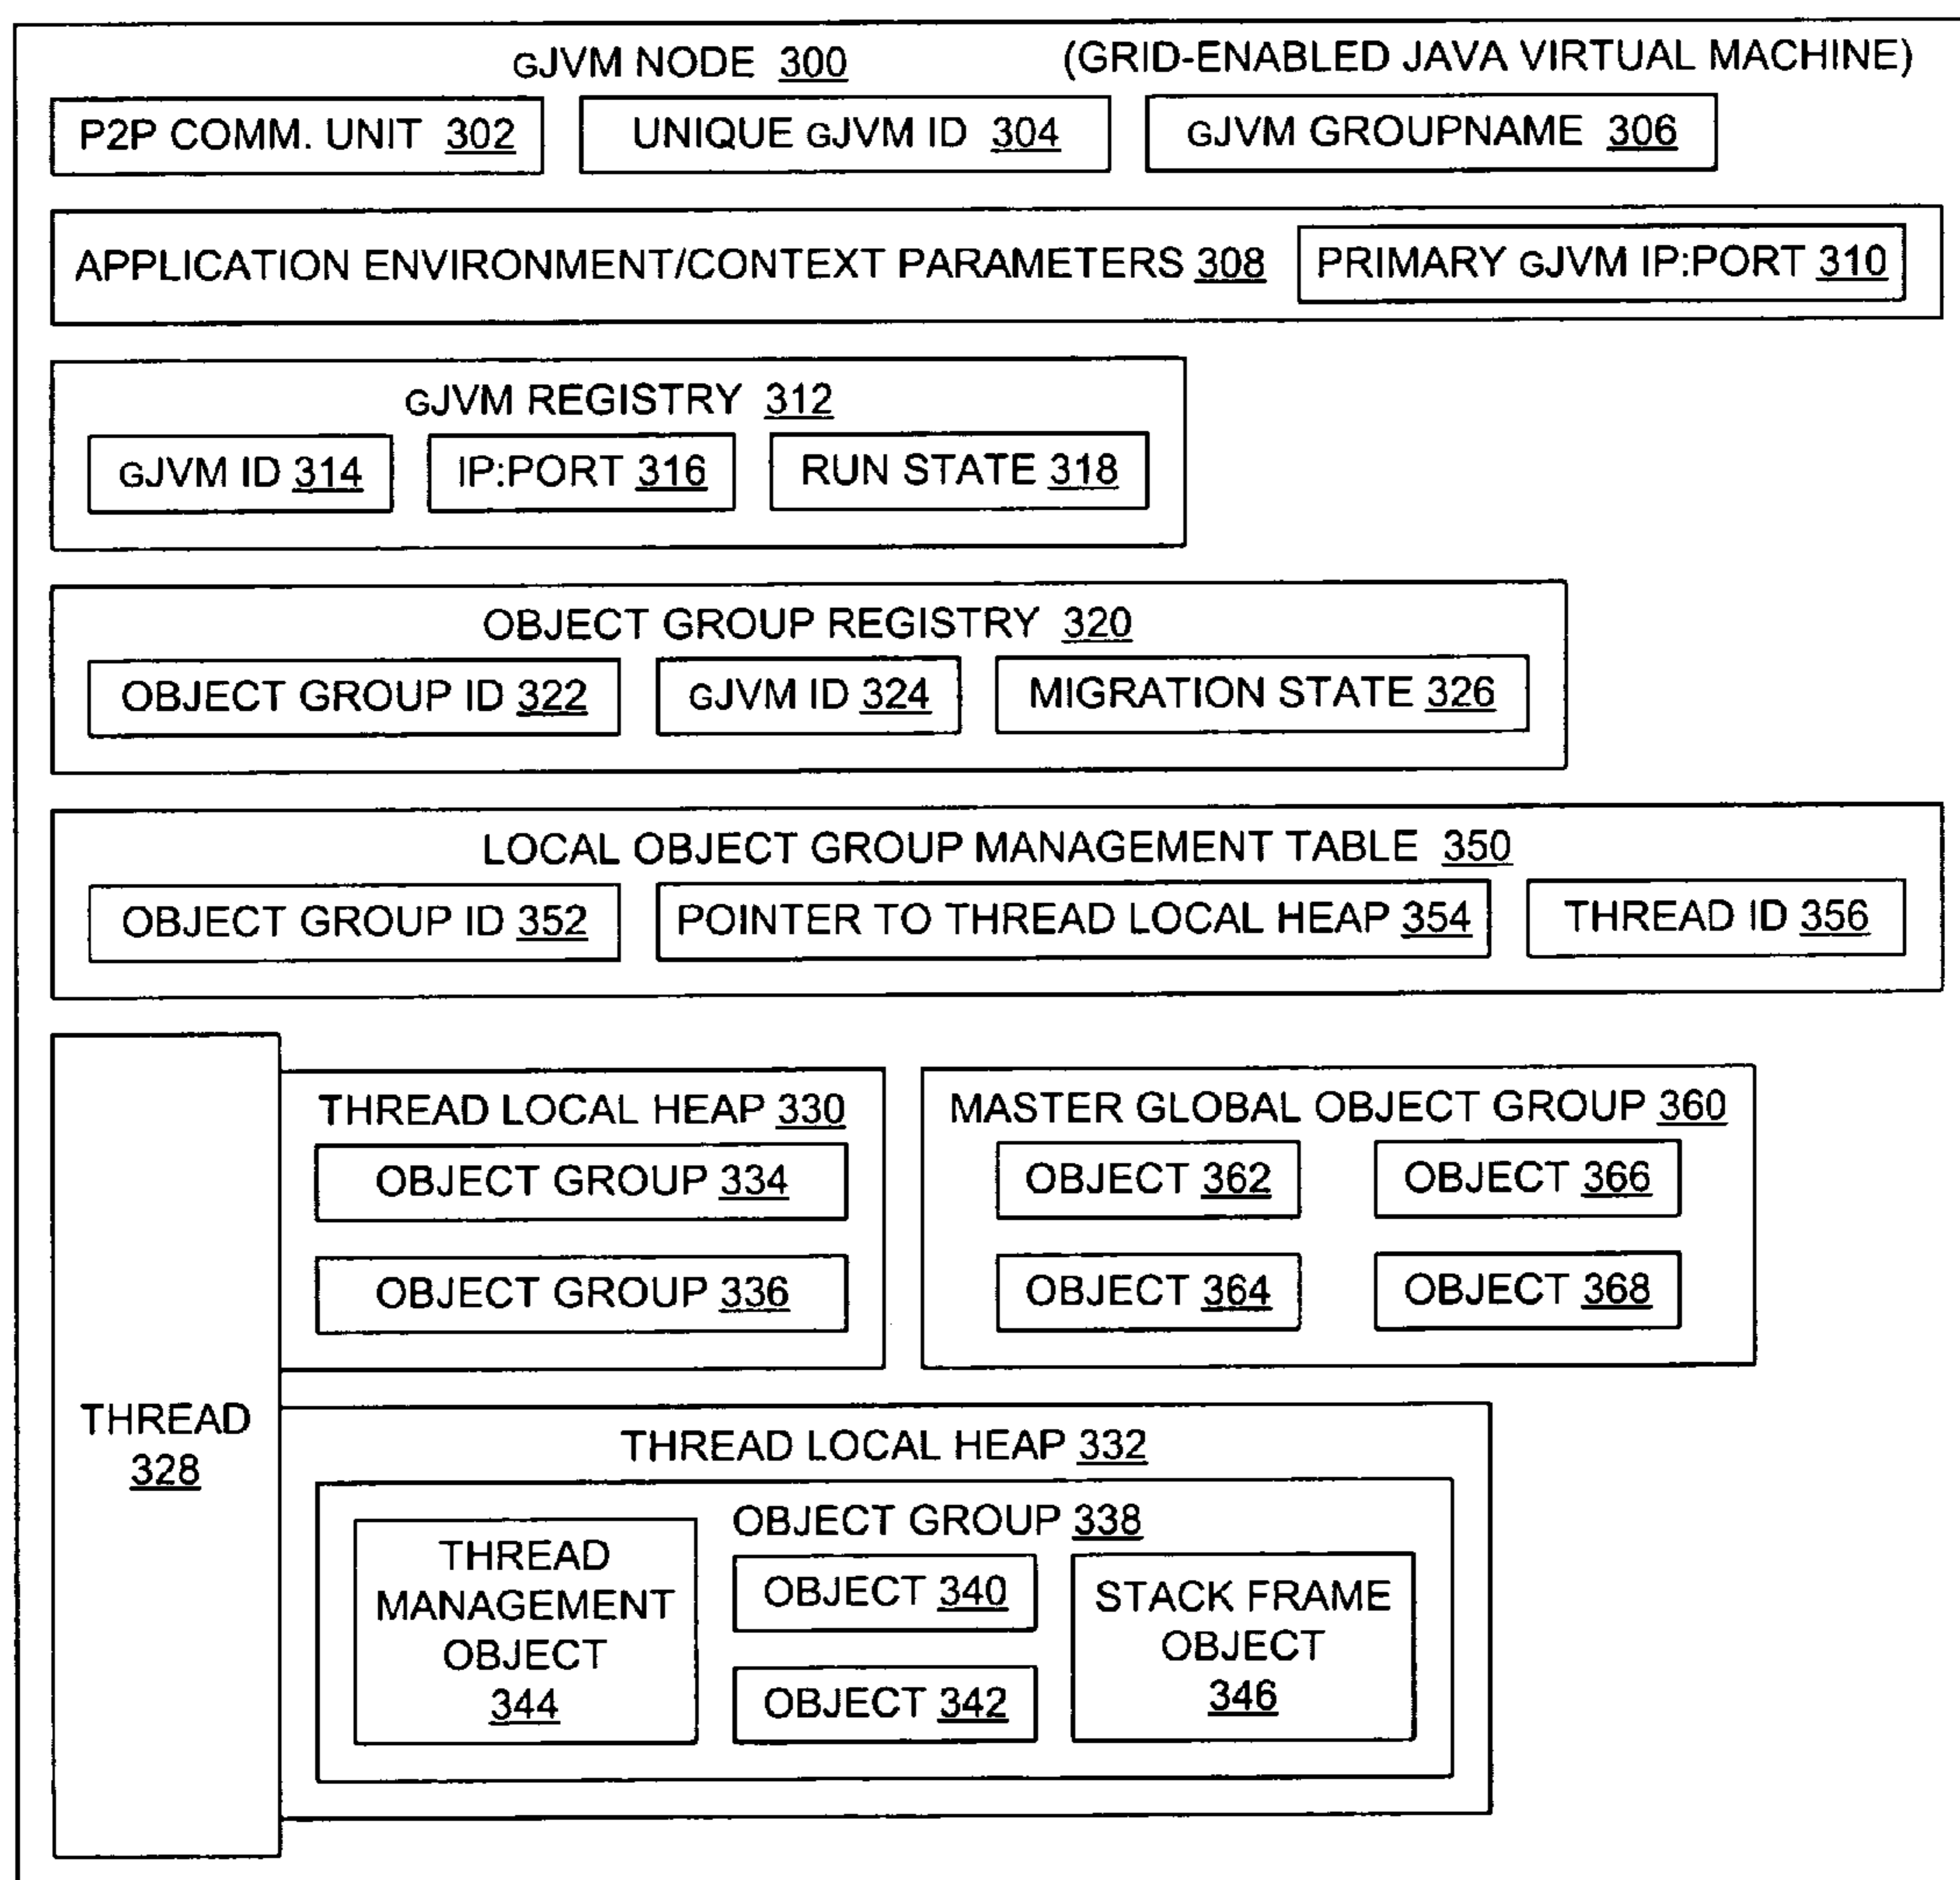 GJVM NODE 300 (GRID-ENABLED JAVA VIRTUAL MACHINE)
P2P COMM. UNIT 302
UNIQUE GJVM ID 304
GJVM GROUPNAME 306
APPLICATION ENVIRONMENT/CONTEXT PARAMETERS 308
PRIMARY GJVM IP:PORT 310
GJVM REGISTRY 312
GJVM ID 314
IP:PORT 316
RUN STATE 318
OBJECT GROUP REGISTRY 320
OBJECT GROUP ID 322
GJVM ID 324
MIGRATION STATE 326
LOCAL OBJECT GROUP MANAGEMENT TABLE 350
OBJECT GROUP ID 352
POINTER TO THREAD LOCAL HEAP 354
THREAD ID 356
THREAD
328
THREAD LOCAL HEAP 330
OBJECT GROUP 334
OBJECT GROUP 336
MASTER GLOBAL OBJECT GROUP 360
OBJECT 362
OBJECT 366
OBJECT 364
OBJECT 368
THREAD LOCAL HEAP 332
OBJECT GROUP 338
THREAD
MANAGEMENT
OBJECT
344
OBJECT 340
OBJECT 342
STACK FRAME
OBJECT
346